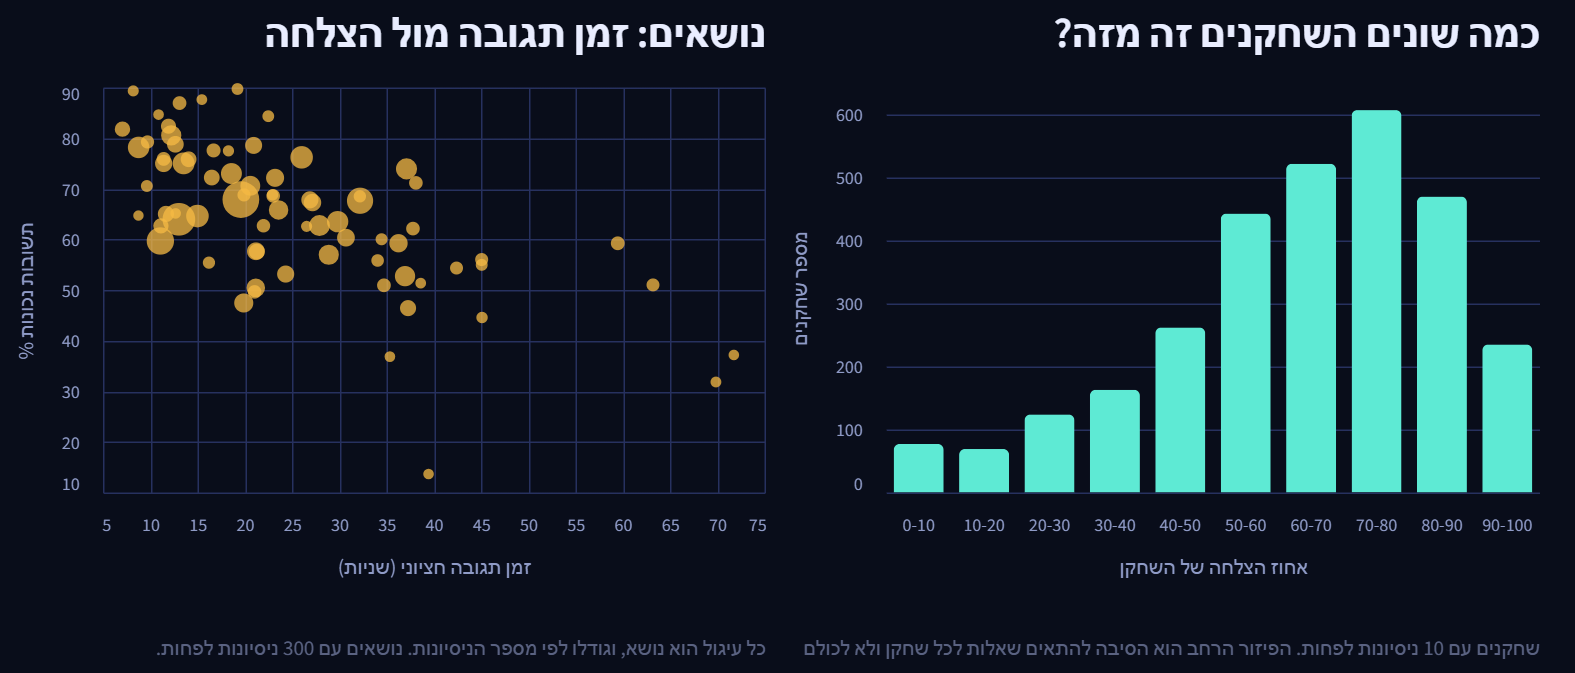 כמה שונים השחקנים זה מזה?
מספר שחקנים
600
500
400
300
200
100
0
0-10 10-20 20-30 30-40 40-50 50-60 60-70 70-80 80-90 90-100
אחוז הצלחה של השחקן
שחקנים עם 10 ניסיונות לפחות. הפיזור הרחב הוא הסיבה להתאים שאלות לכל שחקן ולא לכולם
נושאים: זמן תגובה מול הצלחה
% תשובות נכונות
90
80
70
60
50
40
30
20
10
5 10 15 20 25 30 35 40 45 50 55 60 65 70 75
זמן תגובה חציוני (שניות)
כל עיגול הוא נושא, וגודלו לפי מספר הניסיונות. נושאים עם 300 ניסיונות לפחות.